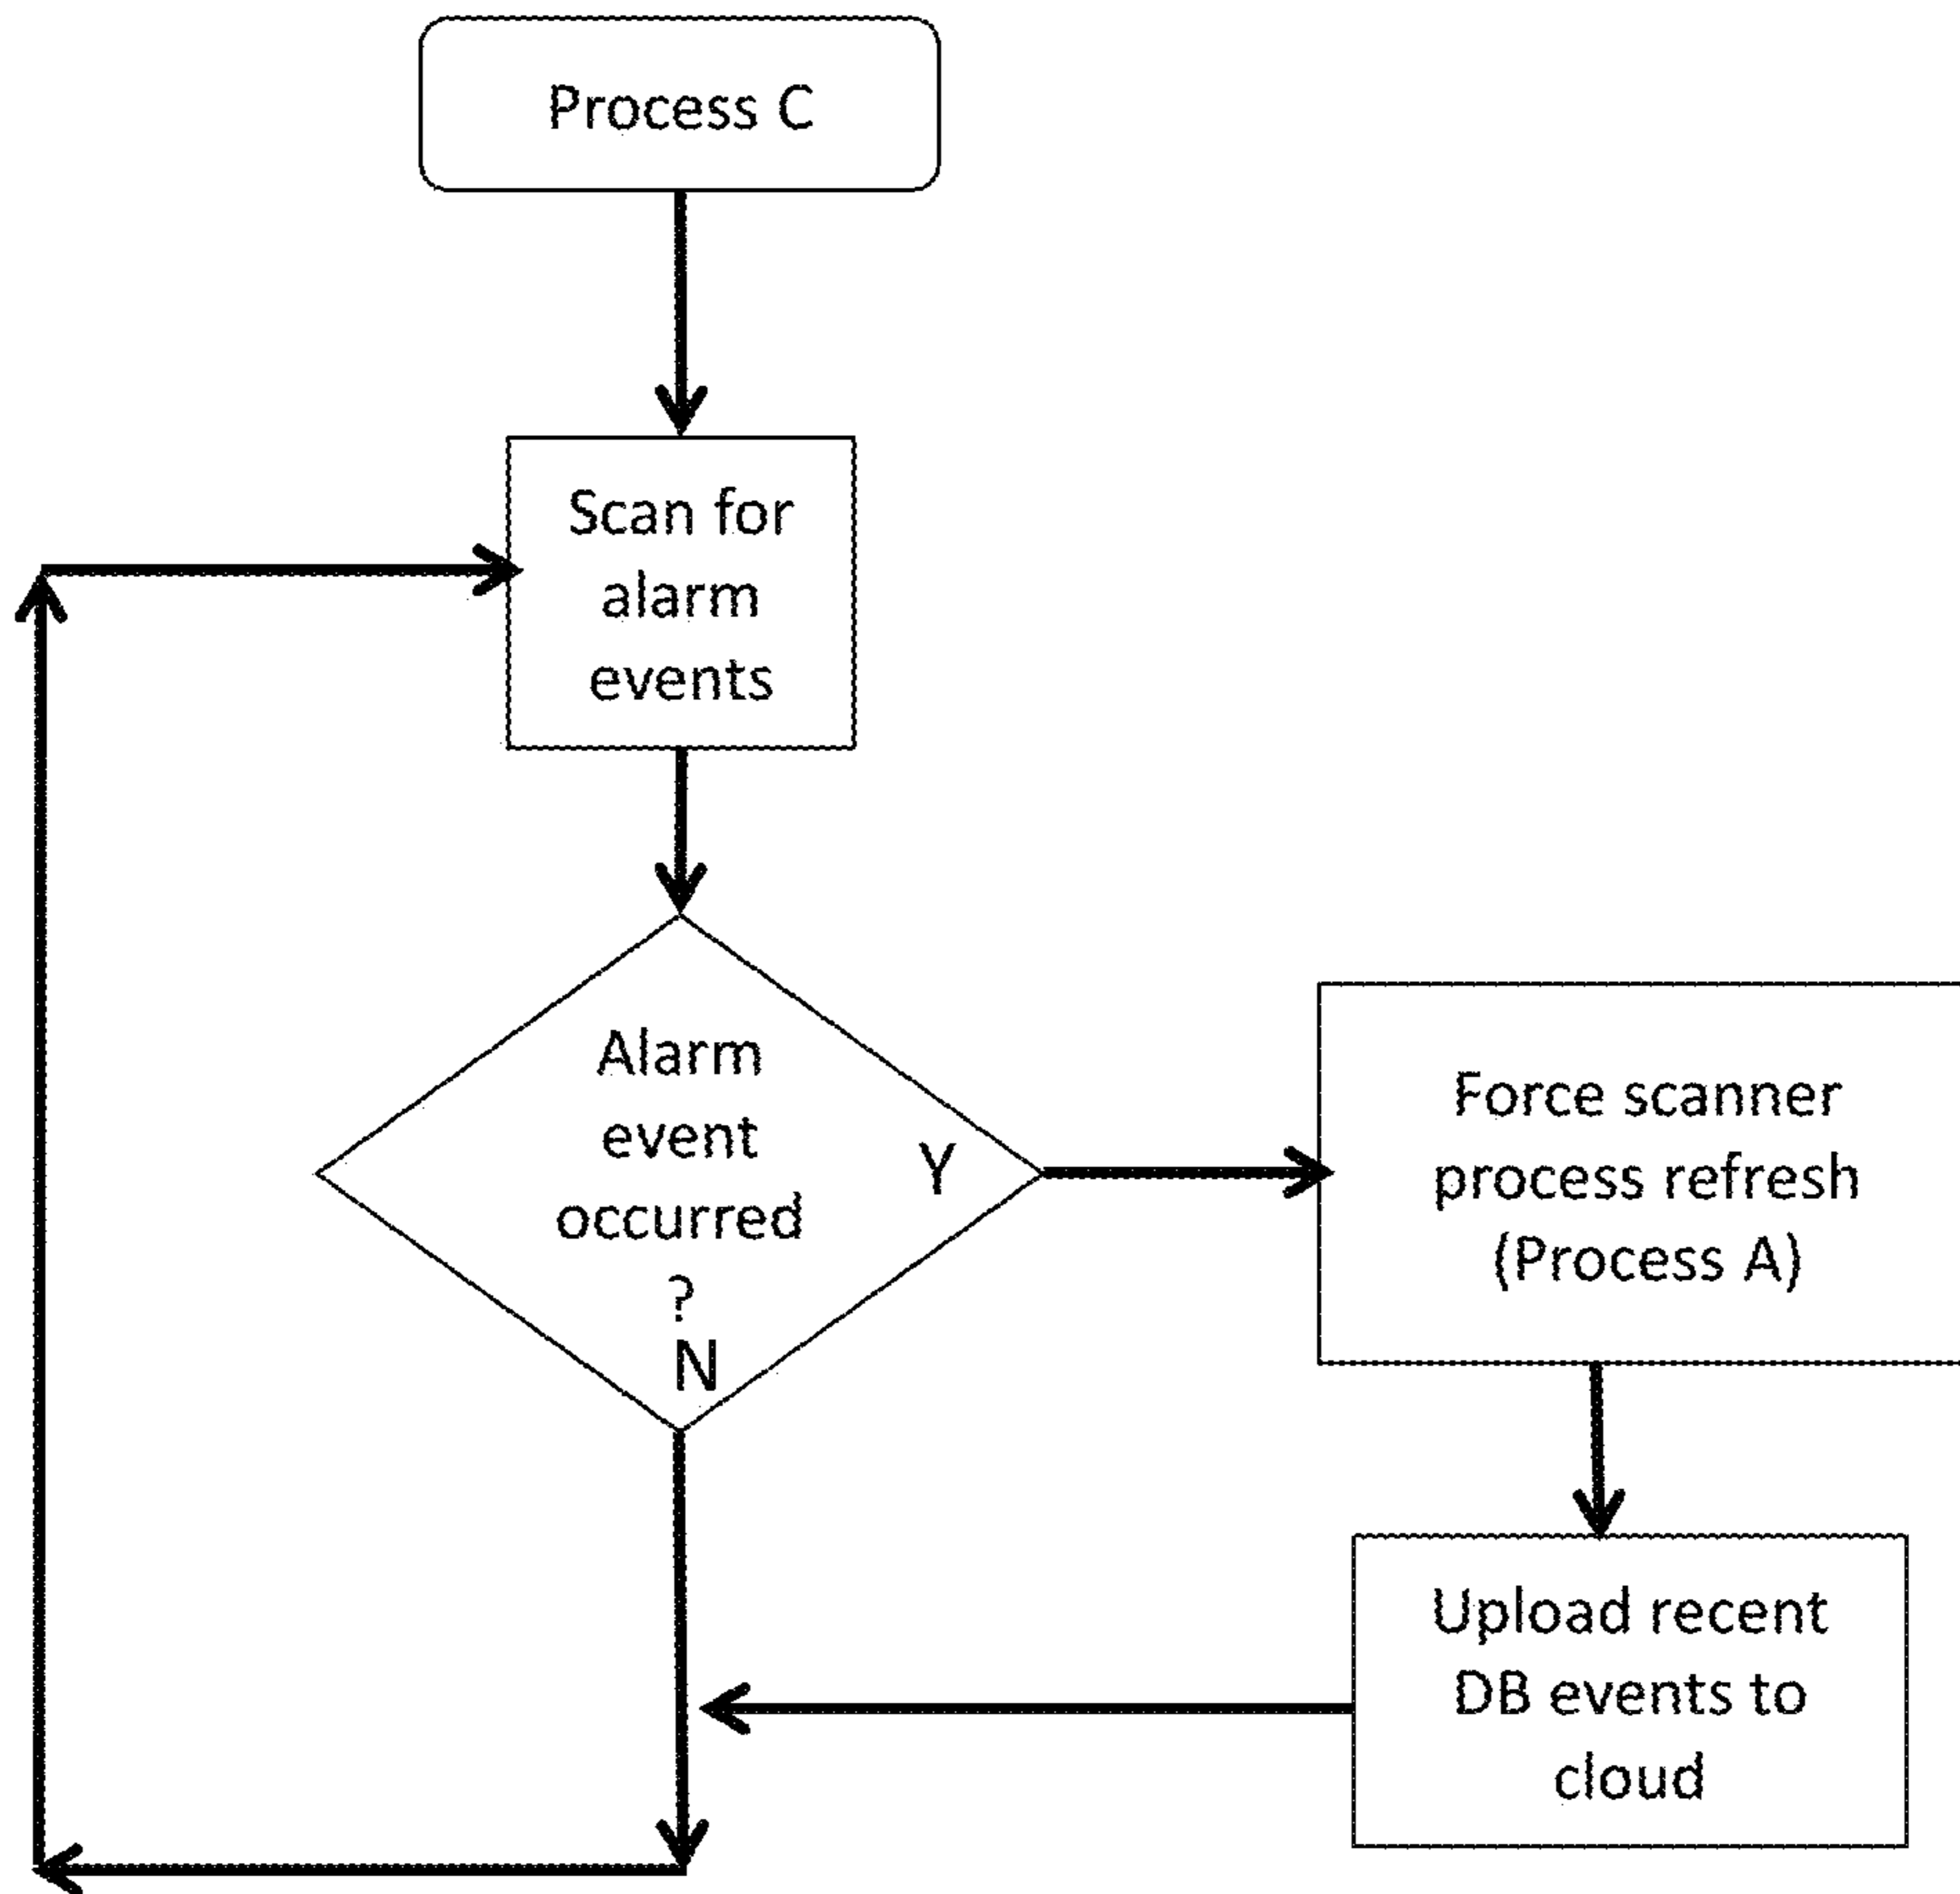 Process C
Scan for
alarm
events
Alarm
event
occurred
?
Y
N
Force scanner
process refresh
(Process A)
Upload recent
DB events to
cloud